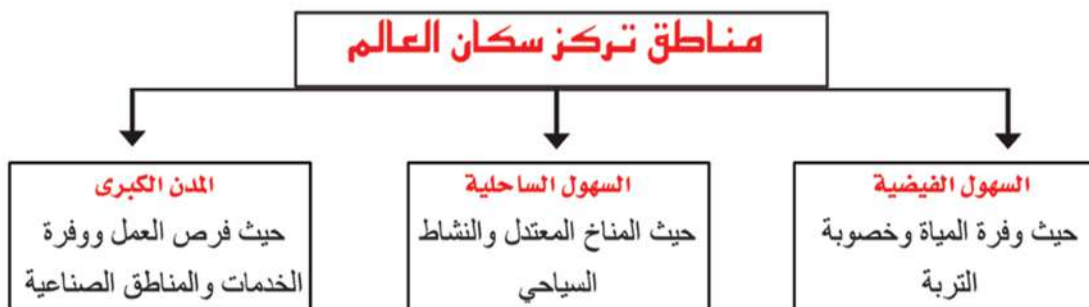 مناطق تركز سكان العالم
السهول الفيضية
حيث وفرة المياة وخصوبة
التربة
السهول الساحلية
حيث المناخ المعتدل والنشاط
السياحي
المدن الكبرى
حيث فرص العمل ووفرة
الخدمات والمناطق الصناعية